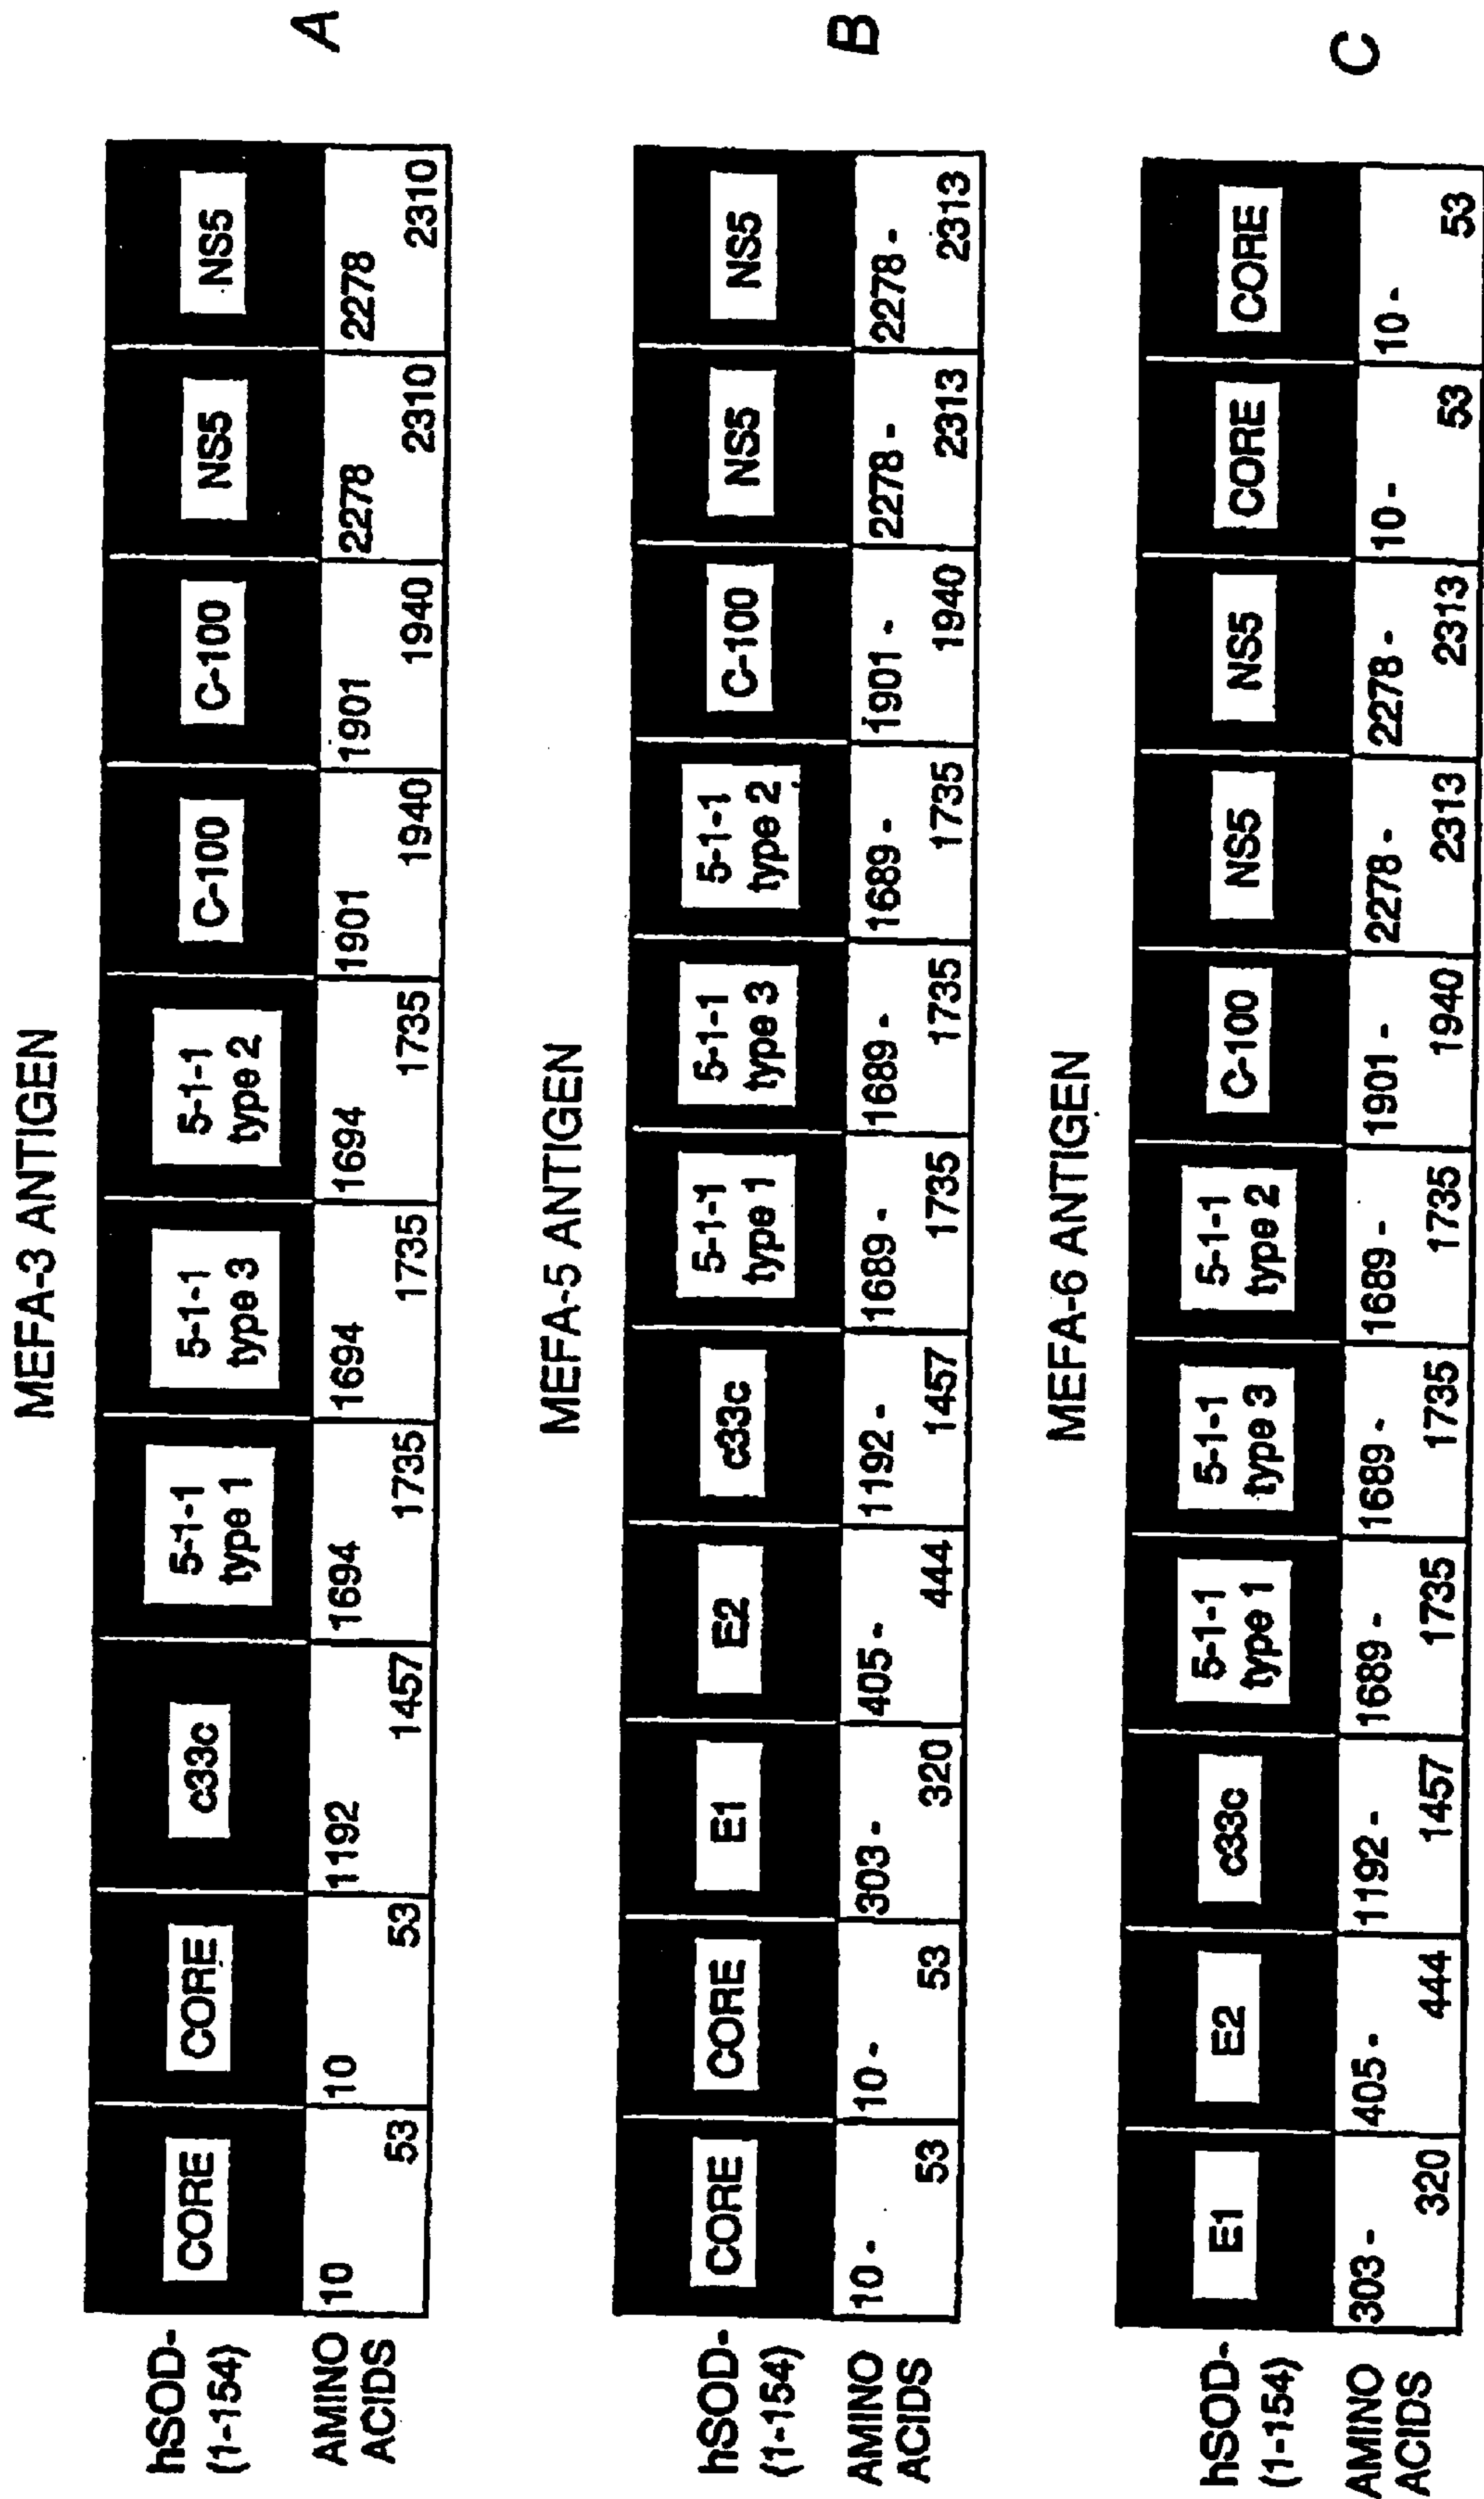 MEFA-3 ANTIGEN
hSOD-
(1-154)
CORE CORE c33c 5-1-1 5-1-1 5-1-1 C-100 C-100 NS5 NS5
type 1 type 3 type 2
AMINO
ACIDS
10 10 1192 1694 1694 1694 1901 1901 2278 2278
53 53 1457 1735 1735 1735 1940 1940 2310 2310
A
MEFA-5 ANTIGEN
hSOD-
(1-154)
CORE CORE E1 E2 c33c 5-1-1 5-1-1 5-1-1 C-100 NS5 NS5
type 1 type 3 type 2
AMINO
ACIDS
10- 10- 303- 405- 1192- 1689- 1689- 1689- 1901- 2278- 2278-
53 53 320 444 1457 1735 1735 1735 1940 2313 2313
B
MEFA-6 ANTIGEN
hSOD-
(1-154)
E1 E2 c33c 5-1-1 5-1-1 5-1-1 C-100 NS5 NS5 CORE CORE
type 1 type 3 type 2
AMINO
ACIDS
303- 405- 1192- 1689- 1689- 1689- 1901- 2278- 2278- 10- 10-
320 444 1457 1735 1735 1735 1940 2313 2313 53 53
C